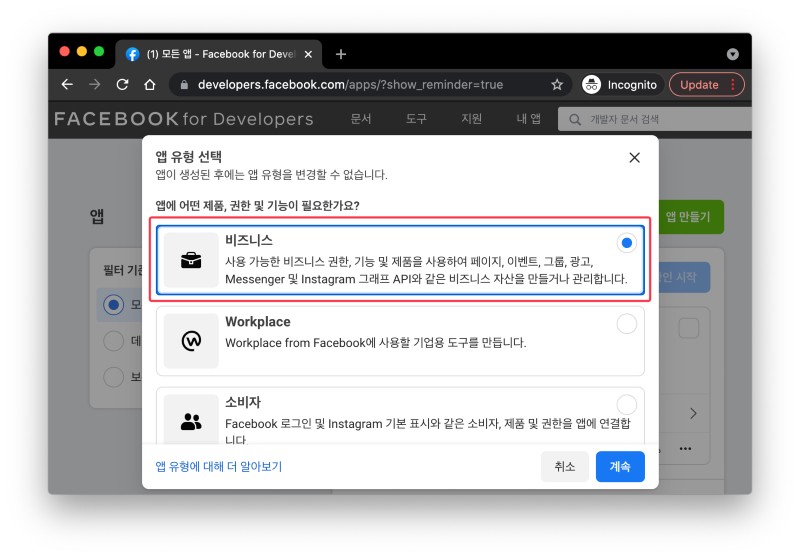 (1) 모든 앱 - Facebook for Deve
developers.facebook.com/apps/?show_reminder=true
Incognito
Update
FACEBOOK for Developers
문서
도구
지원
내 앱
개발자 문서 검색
앱
앱 만들기
필터 기준
확인 시작
모
데
보
앱 유형 선택
앱이 생성된 후에는 앱 유형을 변경할 수 없습니다.
앱에 어떤 제품, 권한 및 기능이 필요한가요?
비즈니스
사용 가능한 비즈니스 권한, 기능 및 제품을 사용하여 페이지, 이벤트, 그룹, 광고,
Messenger 및 Instagram 그래프 API와 같은 비즈니스 자산을 만들거나 관리합니다.
Workplace
Workplace from Facebook에 사용할 기업용 도구를 만듭니다.
소비자
Facebook 로그인 및 Instagram 기본 표시와 같은 소비자, 제품 및 권한을 앱에 연결합
니다.
앱 유형에 대해 더 알아보기
취소
계속